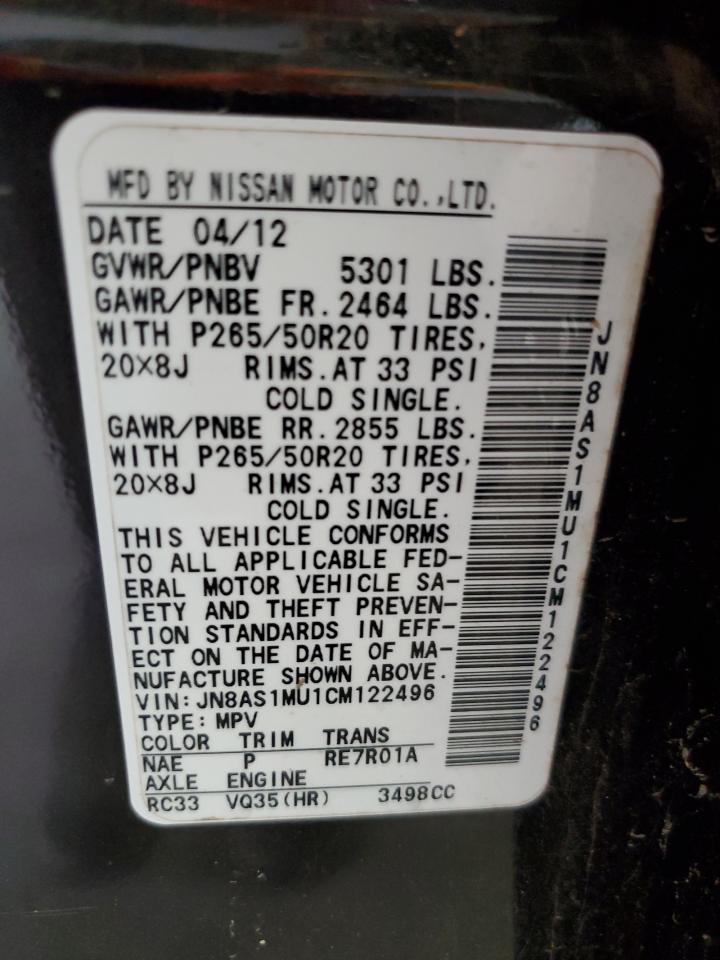 MFD BY NISSAN MOTOR CO.,LTD.
DATE 04/12
GVWR/PNBV 5301 LBS.
GAWR/PNBE FR. 2464 LBS.
WITH P265/50R20 TIRES,
20X8J RIMS. AT 33 PSI
COLD SINGLE.
GAWR/PNBE RR. 2855 LBS.
WITH P265/50R20 TIRES,
20X8J RIMS. AT 33 PSI
COLD SINGLE.
THIS VEHICLE CONFORMS
TO ALL APPLICABLE FED-
ERAL MOTOR VEHICLE SA-
FETY AND THEFT PREVEN-
TION STANDARDS IN EFF-
ECT ON THE DATE OF MA-
NUFACTURE SHOWN ABOVE.
VIN:JN8AS1MU1CM122496
TYPE:MPV
COLOR TRIM TRANS
NAE P RE7R01A
AXLE ENGINE
RC33 VQ35(HR) 3498CC
JN8AS1MU1CM122496